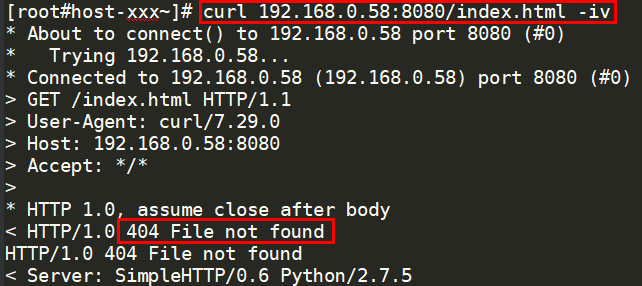 [root#host-xxx~]# curl 192.168.0.58:8080/index.html -iv
* About to connect() to 192.168.0.58 port 8080 (#0)
*   Trying 192.168.0.58...
* Connected to 192.168.0.58 (192.168.0.58) port 8080 (#0)
> GET /index.html HTTP/1.1
> User-Agent: curl/7.29.0
> Host: 192.168.0.58:8080
> Accept: */*
>
* HTTP 1.0, assume close after body
< HTTP/1.0 404 File not found
HTTP/1.0 404 File not found
< Server: SimpleHTTP/0.6 Python/2.7.5